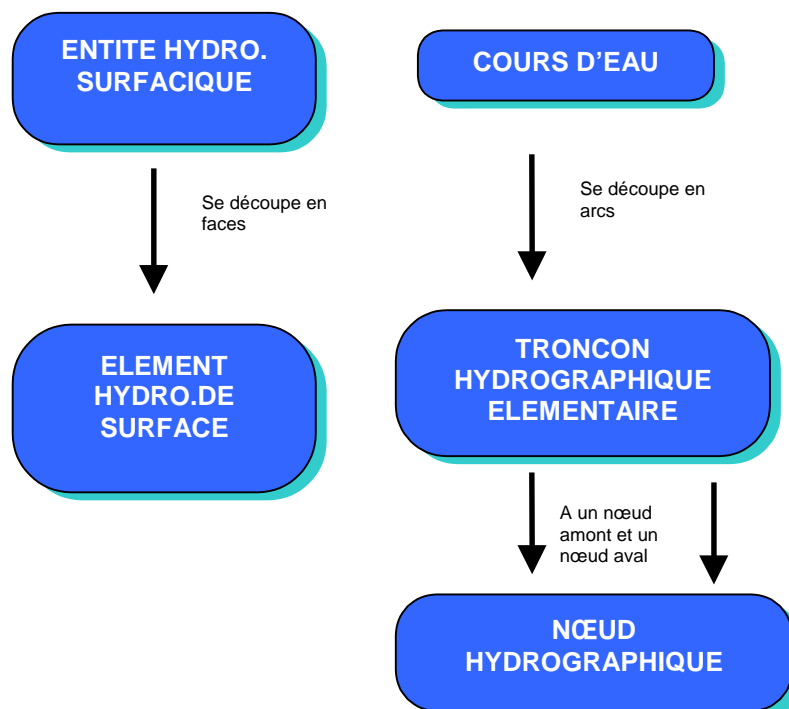 ENTITE HYDRO.
SURFACIQUE
COURS D’EAU
Se découpe en
faces
Se découpe en
arcs
ELEMENT
HYDRO.DE
SURFACE
TRONCON
HYDROGRAPHIQUE
ELEMENTAIRE
A un nœud
amont et un
nœud aval
NŒUD
HYDROGRAPHIQUE